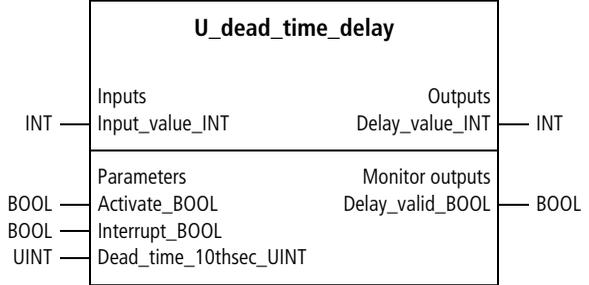 U_dead_time_delay
Inputs Outputs
INT Input_value_INT Delay_value_INT INT
Parameters Monitor outputs
BOOL Activate_BOOL Delay_valid_BOOL BOOL
BOOL Interrupt_BOOL
UINT Dead_time_10thsec_UINT